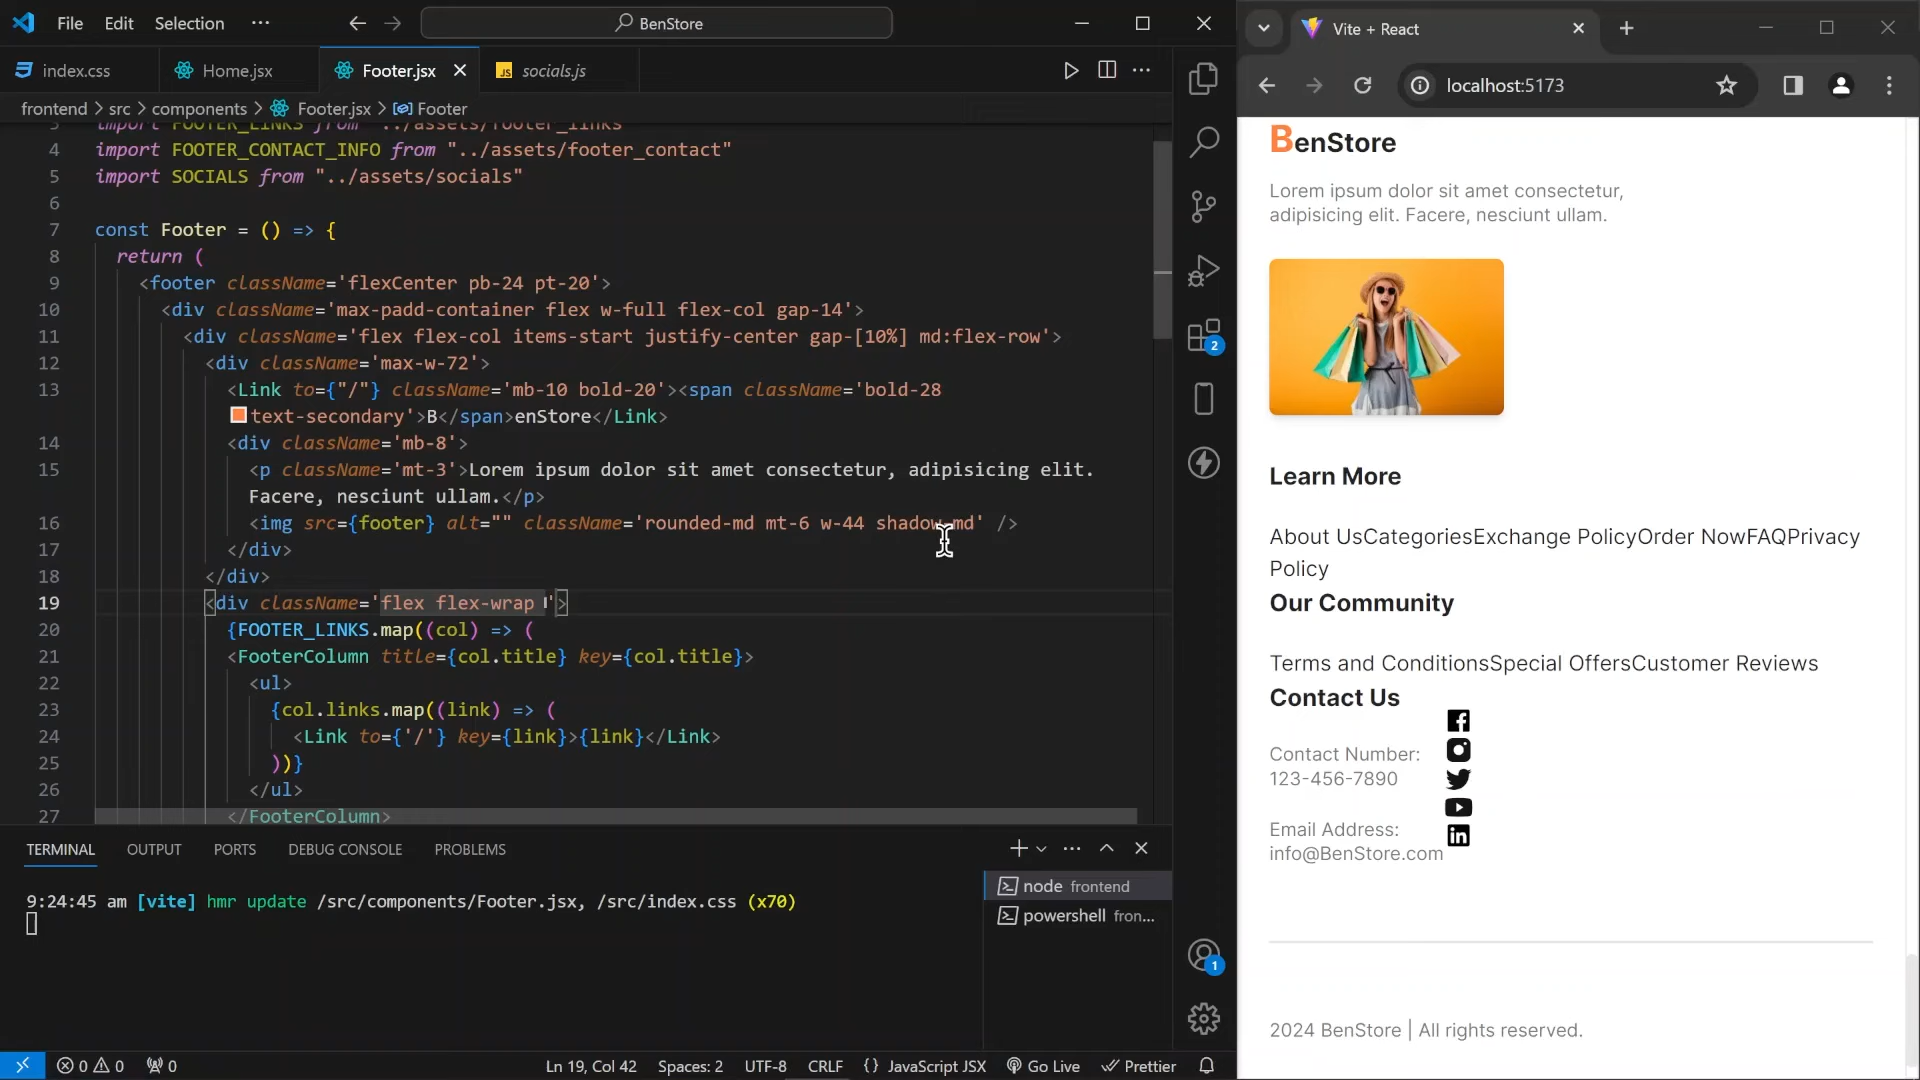 File Edit Selection ··· BenStore
index.css Home.jsx Footer.jsx JS socials.js
frontend > src > components > Footer.jsx > Footer
3 import FOOTER_LINKS from "../assets/footer_links"
4 import FOOTER_CONTACT_INFO from "../assets/footer_contact"
5 import SOCIALS from "../assets/socials"
6
7 const Footer = () => {
8 return (
9 <footer className='flexCenter pb-24 pt-20'>
10 <div className='max-padd-container flex w-full flex-col gap-14'>
11 <div className='flex flex-col items-start justify-center gap-[10%] md:flex-row'>
12 <div className='max-w-72'>
13 <Link to={"/"} className='mb-10 bold-20'><span className='bold-28
text-secondary'>B</span>enStore</Link>
14 <div className='mb-8'>
15 <p className='mt-3'>Lorem ipsum dolor sit amet consectetur, adipisicing elit.
Facere, nesciunt ullam.</p>
16 <img src={footer} alt="" className='rounded-md mt-6 w-44 shadow-md' />
17 </div>
18 </div>
19 <div className='flex flex-wrap '>
20 {FOOTER_LINKS.map((col) => (
21 <FooterColumn title={col.title} key={col.title}>
22 <ul>
23 {col.links.map((link) => (
24 <Link to={'/'} key={link}>{link}</Link>
25 ))}
26 </ul>
27 </FooterColumn>
TERMINAL OUTPUT PORTS DEBUG CONSOLE PROBLEMS
9:24:45 am [vite] hmr update /src/components/Footer.jsx, /src/index.css (x70)
node frontend
powershell fron...
2
1
0 0 0 Ln 19, Col 42 Spaces: 2 UTF-8 CRLF {} JavaScript JSX Go Live Prettier
Vite + React
localhost:5173
BenStore
Lorem ipsum dolor sit amet consectetur,
adipisicing elit. Facere, nesciunt ullam.
Learn More
About UsCategoriesExchange PolicyOrder NowFAQPrivacy
Policy
Our Community
Terms and ConditionsSpecial OffersCustomer Reviews
Contact Us
Contact Number:
123-456-7890
Email Address:
info@BenStore.com
2024 BenStore | All rights reserved.